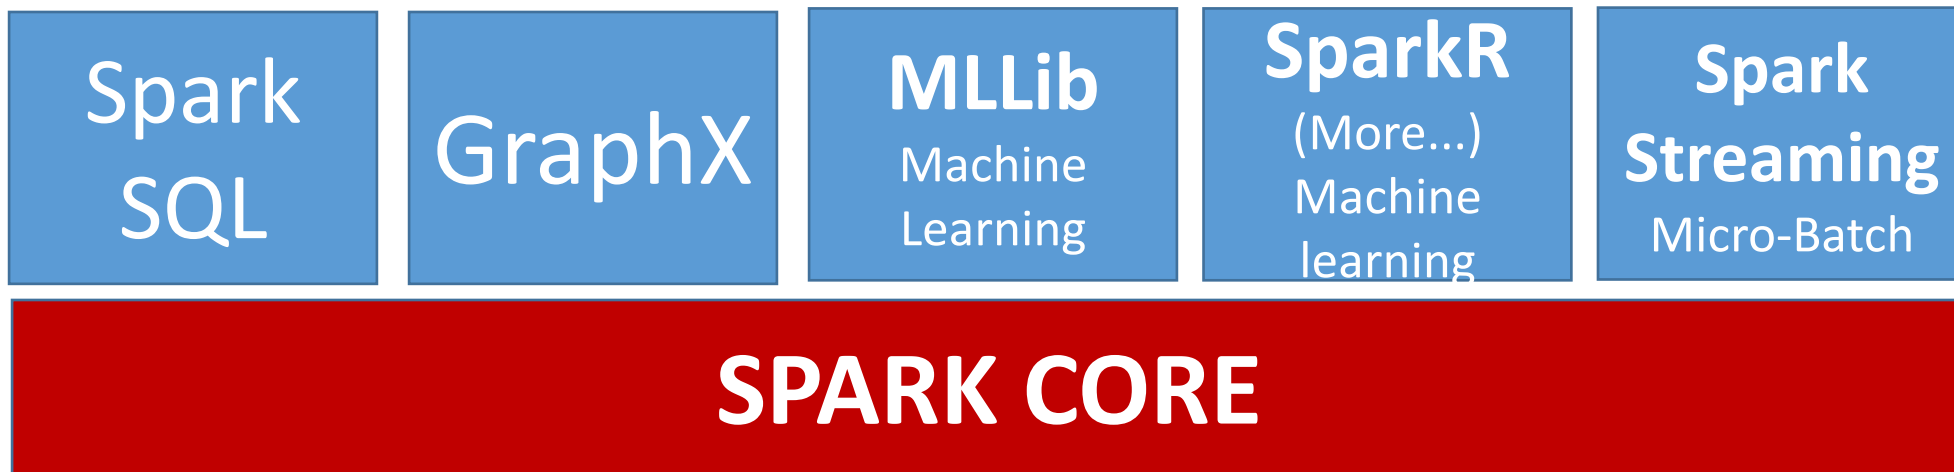 Spark
SQL
GraphX
MLLib
Machine
Learning
SparkR
(More...)
Machine
learning
Spark
Streaming
Micro-Batch
SPARK CORE